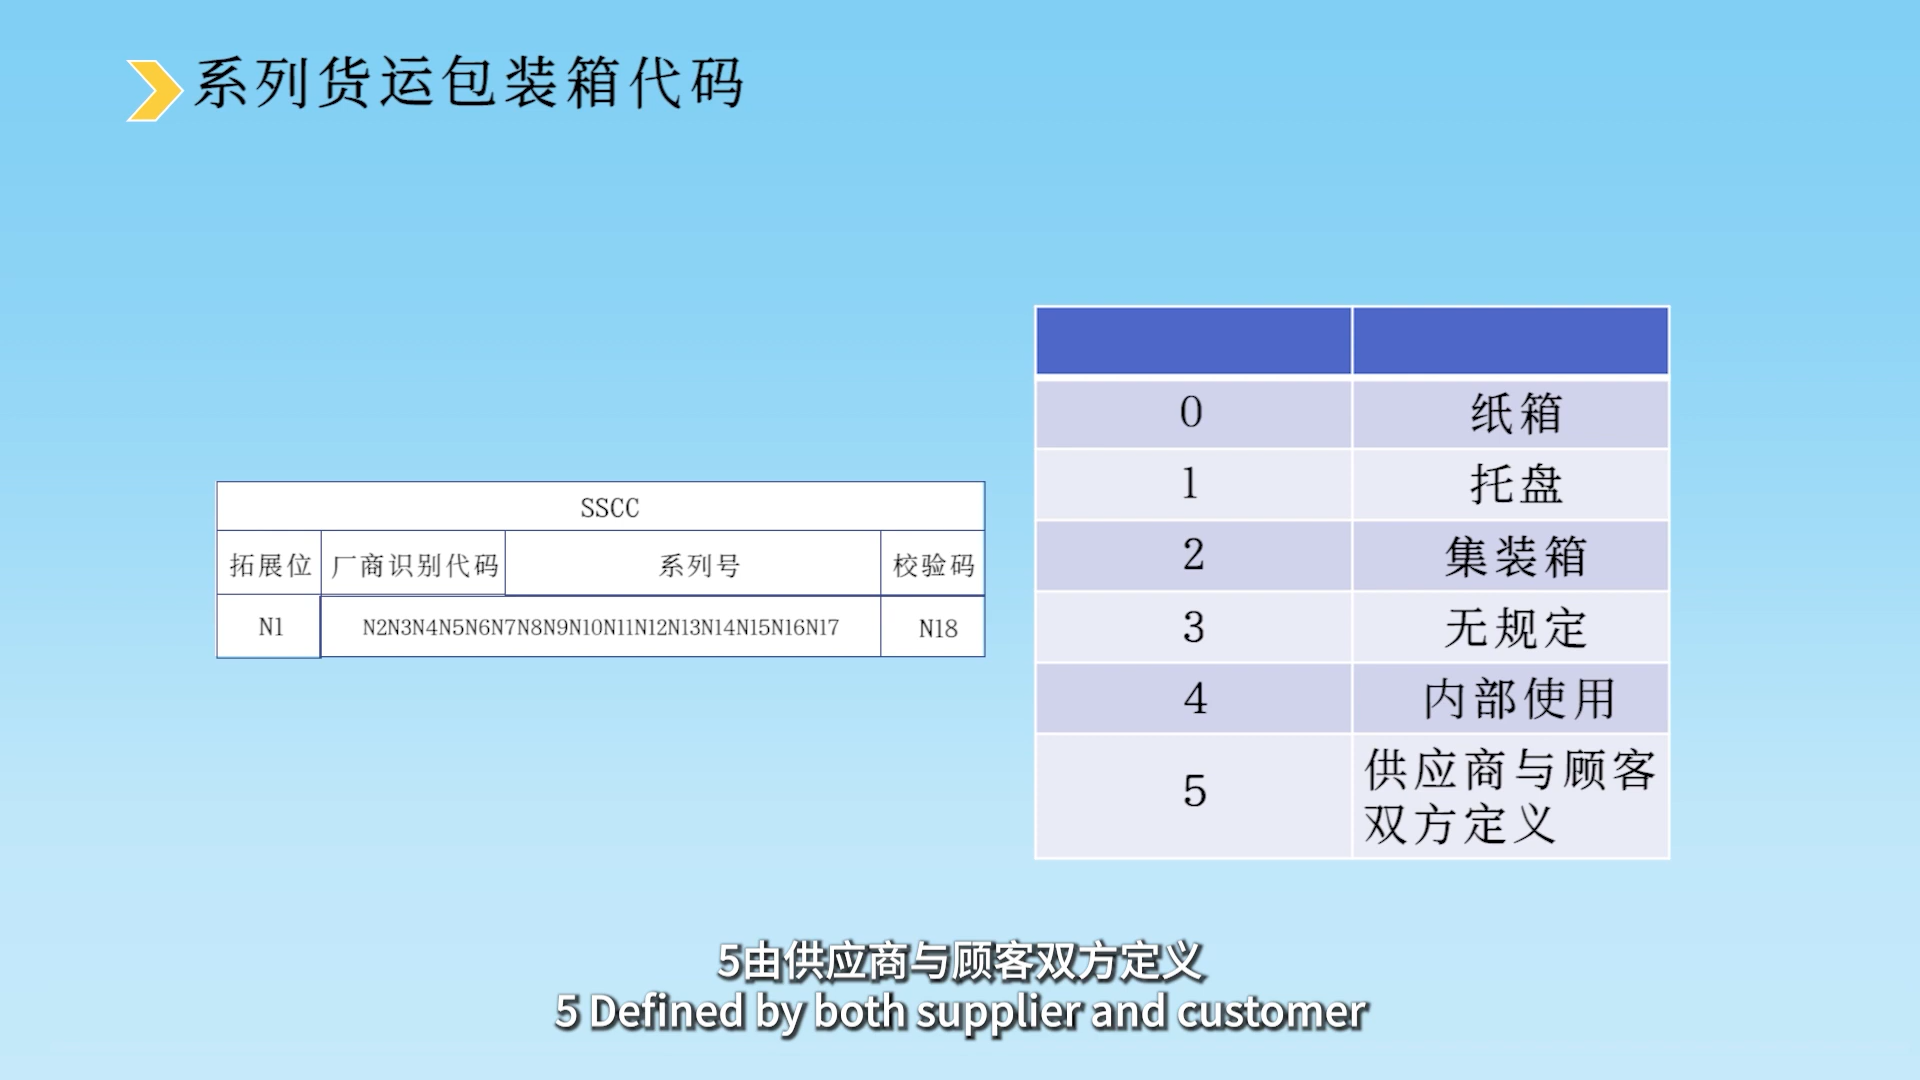 系列货运包装箱代码
SSCC
拓展位 厂商识别代码 系列号 校验码
N1 N2N3N4N5N6N7N8N9N10N11N12N13N14N15N16N17 N18
0 纸箱
1 托盘
2 集装箱
3 无规定
4 内部使用
5 供应商与顾客
双方定义
5由供应商与顾客双方定义
5 Defined by both supplier and customer